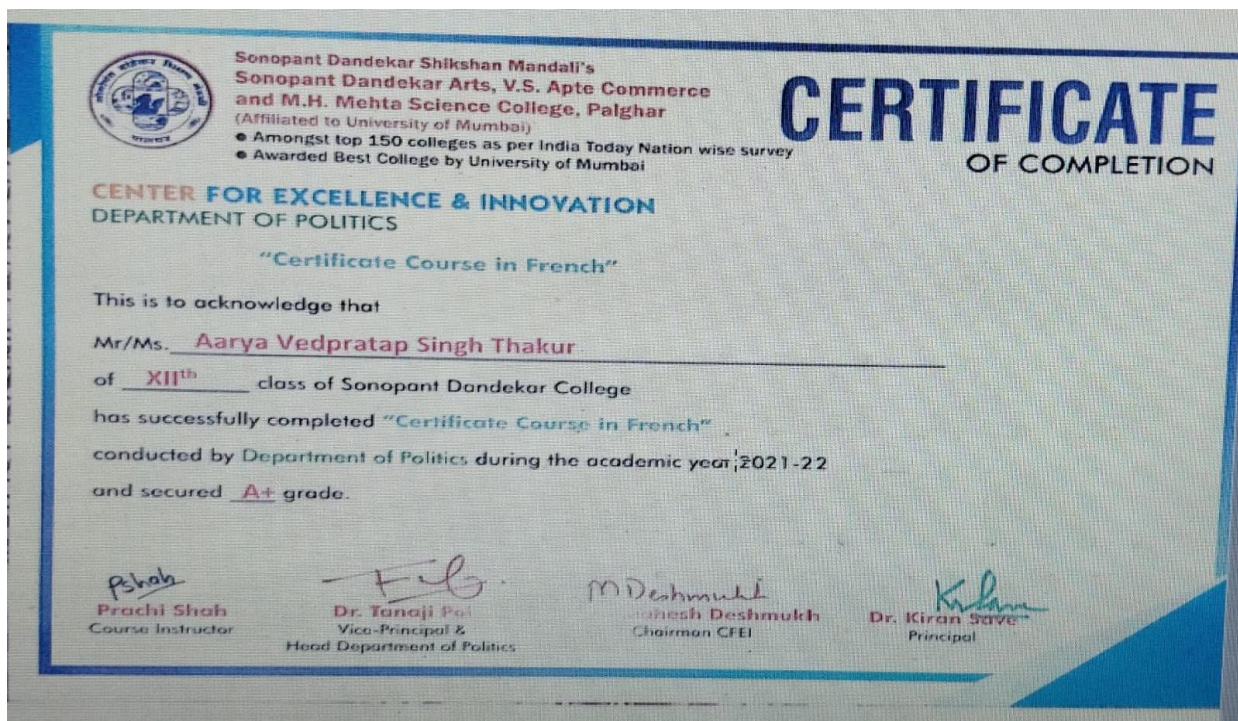 Sonopant Dandekar Shikshan Mandali's
Sonopant Dandekar Arts, V.S. Apte Commerce
and M.H. Mehta Science College, Palghar
(Affiliated to University of Mumbai)
● Amongst top 150 colleges as per India Today Nation wise survey
● Awarded Best College by University of Mumbai
CERTIFICATE
OF COMPLETION
CENTER FOR EXCELLENCE & INNOVATION
DEPARTMENT OF POLITICS
"Certificate Course in French"
This is to acknowledge that
Mr/Ms. Aarya Vedpratap Singh Thakur
of XIIth class of Sonopant Dandekar College
has successfully completed "Certificate Course in French"
conducted by Department of Politics during the academic year 2021-22
and secured A+ grade.
Pshah
MDeshmukh
Prachi Shah
Dr. Tanaji
Deshmukh
Dr. Kiran Save
Course Instructor
Vice-Principal &
Chairman CFEI
Principal
Head Department of Politics